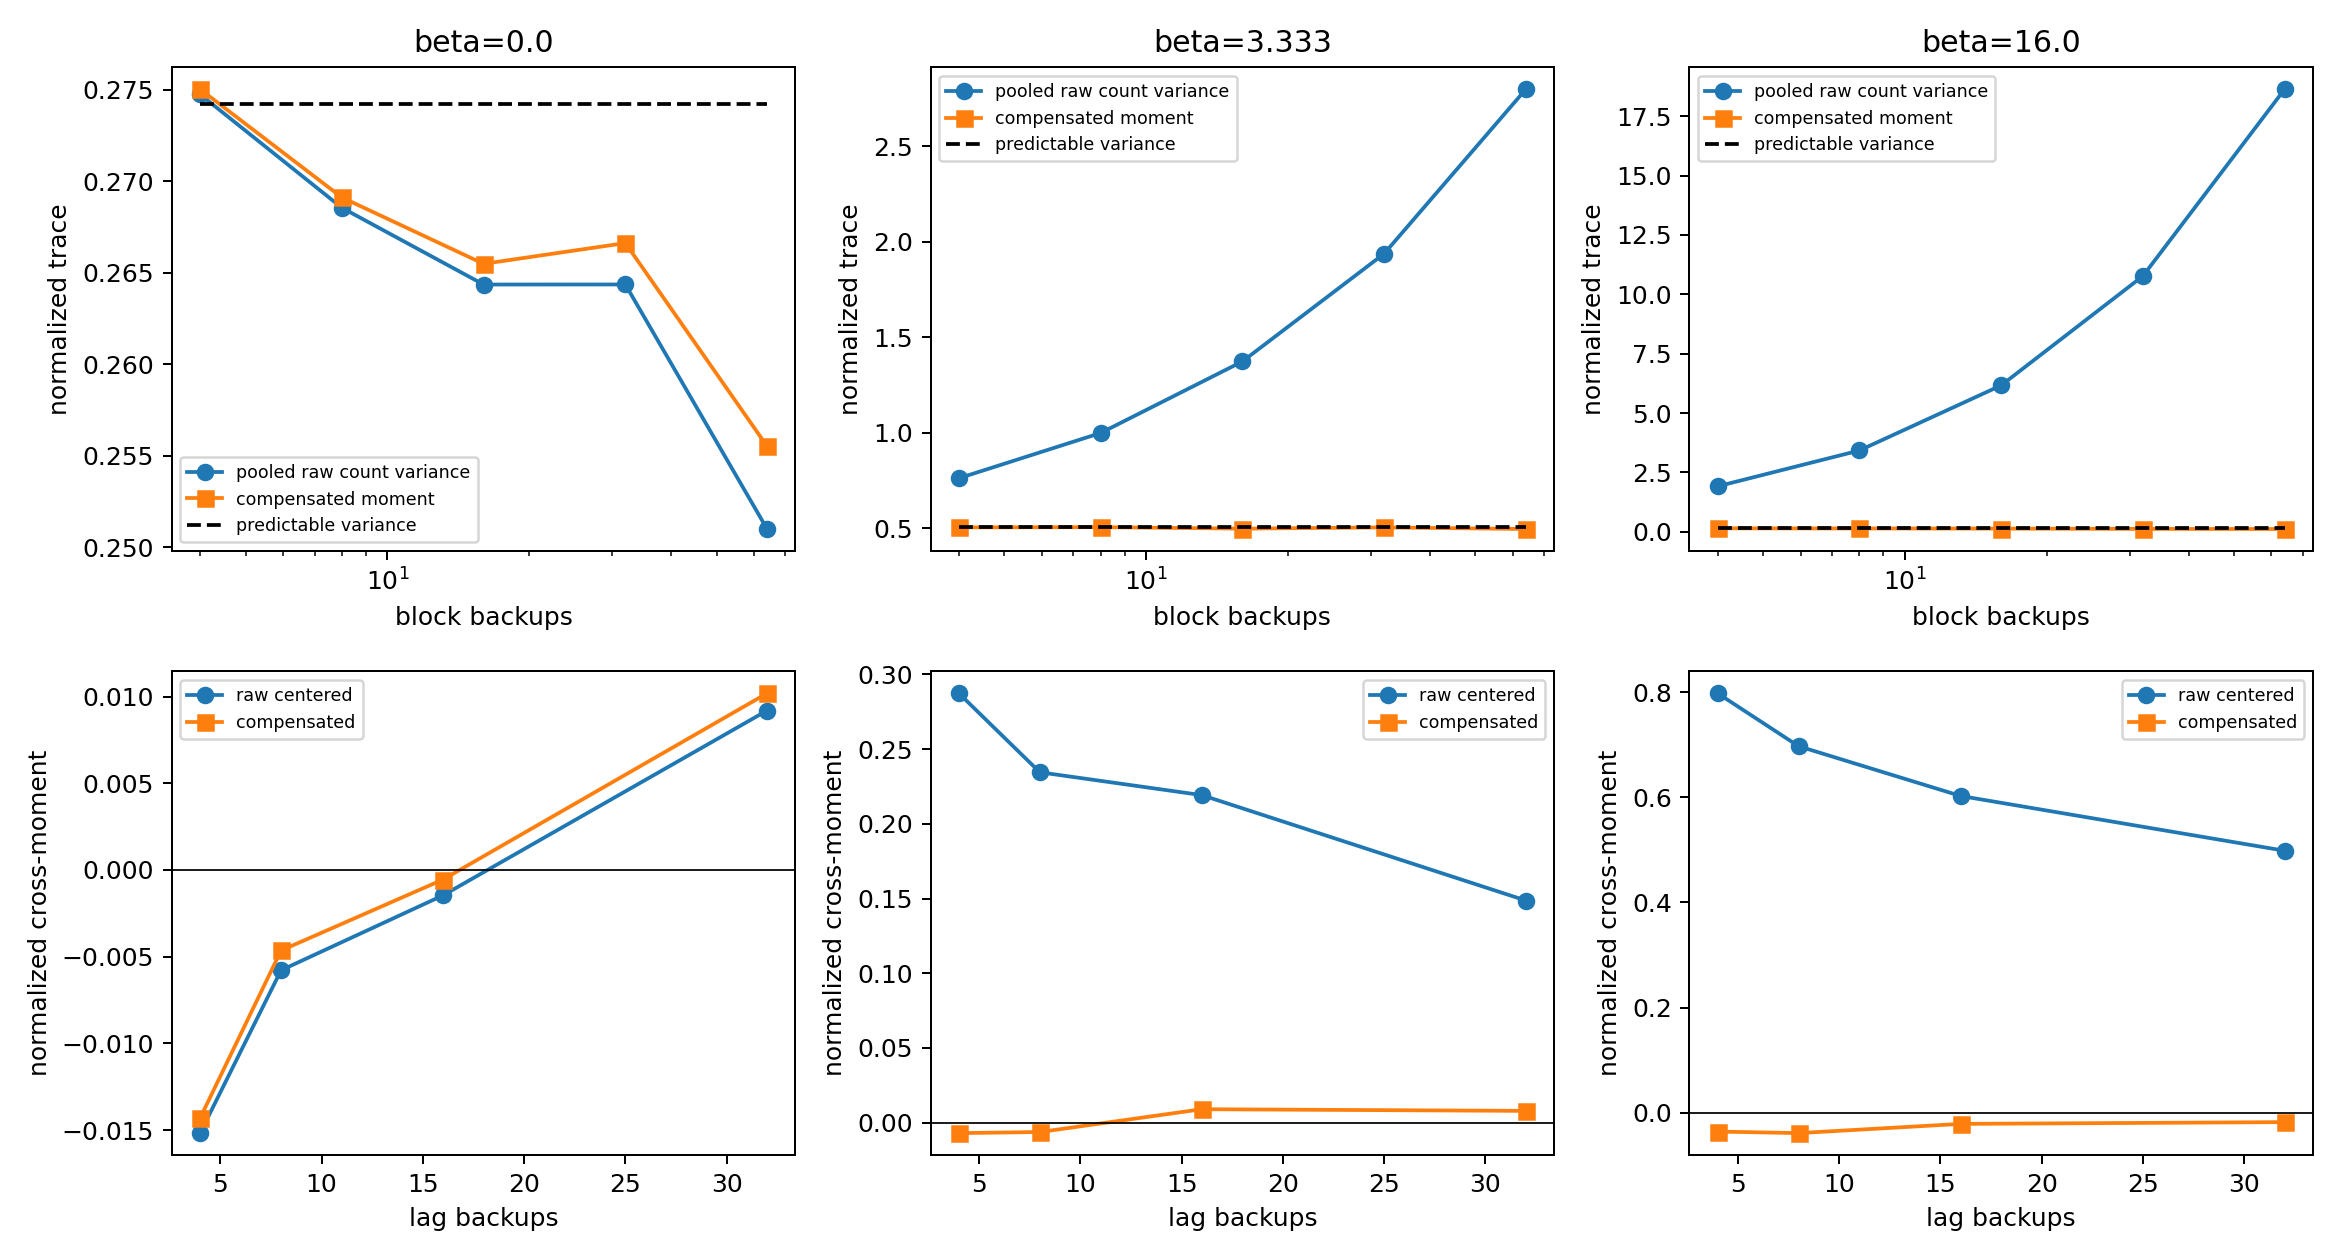 beta=0.0
0.275
0.270
0.265
0.260
0.255
0.250
normalized trace
pooled raw count variance
compensated moment
predictable variance
10¹
block backups
beta=3.333
2.5
2.0
1.5
1.0
0.5
normalized trace
pooled raw count variance
compensated moment
predictable variance
10¹
block backups
beta=16.0
17.5
15.0
12.5
10.0
7.5
5.0
2.5
0.0
normalized trace
pooled raw count variance
compensated moment
predictable variance
10¹
block backups
0.010
0.005
0.000
−0.005
−0.010
−0.015
normalized cross-moment
raw centered
compensated
5 10 15 20 25 30
lag backups
0.30
0.25
0.20
0.15
0.10
0.05
0.00
normalized cross-moment
raw centered
compensated
5 10 15 20 25 30
lag backups
0.8
0.6
0.4
0.2
0.0
normalized cross-moment
raw centered
compensated
5 10 15 20 25 30
lag backups